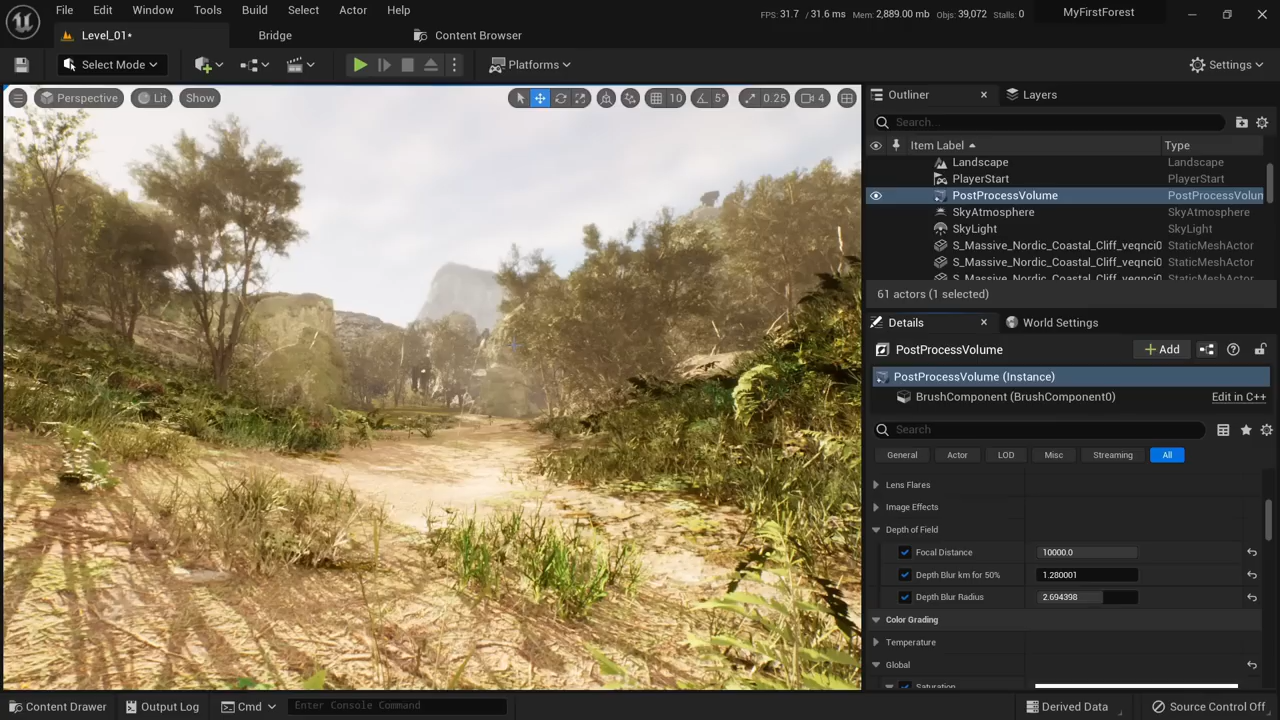 File Edit Window Tools Build Select Actor Help
FPS: 31.7 / 31.6 ms Mem: 2,889.00 mb Objs: 39,072 Stalls: 0
MyFirstForest
Level_01•
Bridge
Content Browser
Select Mode
Platforms
Settings
Perspective
Lit
Show
10
5°
0.25
4
Outliner
Layers
Search...
Item Label
Type
Landscape Landscape
PlayerStart PlayerStart
PostProcessVolume PostProcessVolun
SkyAtmosphere SkyAtmosphere
SkyLight SkyLight
S_Massive_Nordic_Coastal_Cliff_veqnci0 StaticMeshActor
S_Massive_Nordic_Coastal_Cliff_veqnci0 StaticMeshActor
S_Massive_Nordic_Coastal_Cliff_veqnci0 StaticMeshActor
61 actors (1 selected)
Details
World Settings
PostProcessVolume
+ Add
PostProcessVolume (Instance)
BrushComponent (BrushComponent0)
Edit in C++
Search
General Actor LOD Misc Streaming All
Lens Flares
Image Effects
Depth of Field
Focal Distance 10000.0
Depth Blur km for 50% 1.280001
Depth Blur Radius 2.694398
Color Grading
Temperature
Global
Saturation
Content Drawer
Output Log
Cmd
Enter Console Command
Derived Data
Source Control Off